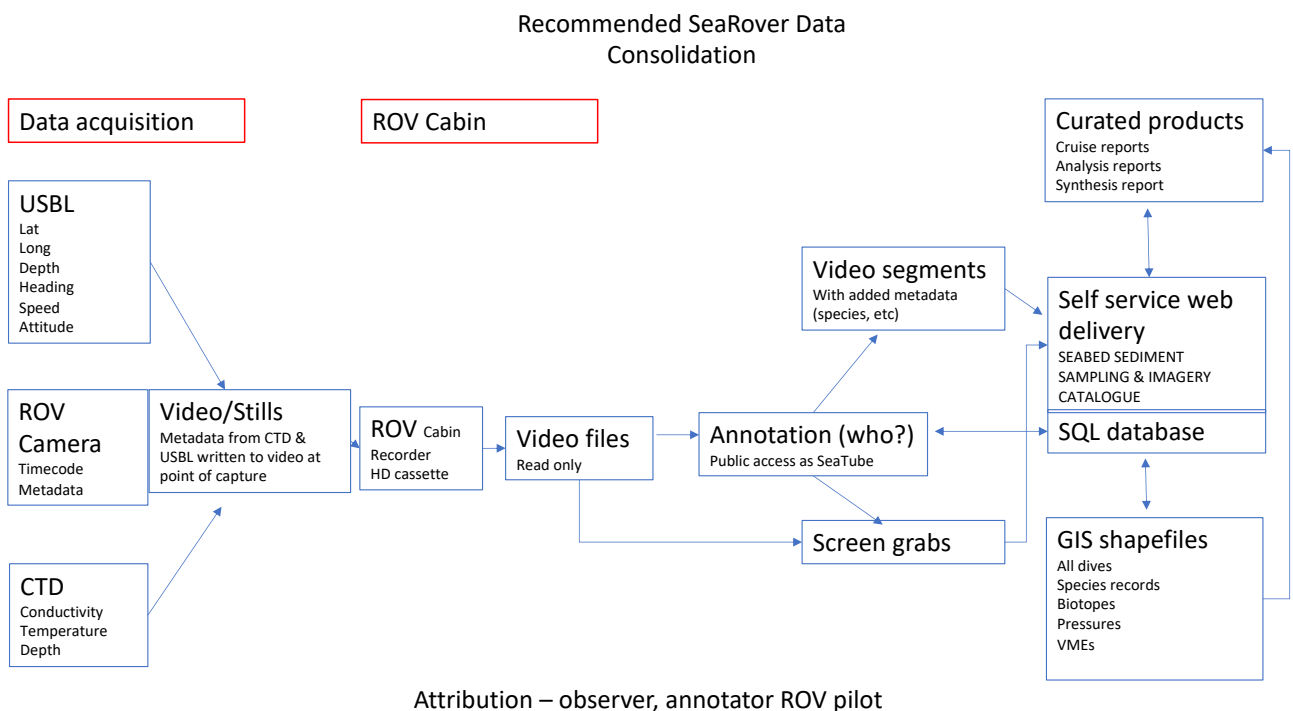 Recommended SeaRover Data
Consolidation
Data acquisition
ROV Cabin
USBL
Lat
Long
Depth
Heading
Speed
Attitude
ROV
Camera
Timecode
Metadata
Video/Stills
Metadata from CTD &
USBL written to video at
point of capture
CTD
Conductivity
Temperature
Depth
ROV Cabin
Recorder
HD cassette
Video files
Read only
Annotation (who?)
Public access as SeaTube
Video segments
With added metadata
(species, etc)
Screen grabs
Curated products
Cruise reports
Analysis reports
Synthesis report
Self service web
delivery
SEABED SEDIMENT
SAMPLING & IMAGERY
CATALOGUE
SQL database
GIS shapefiles
All dives
Species records
Biotopes
Pressures
VMEs
Attribution – observer, annotator ROV pilot